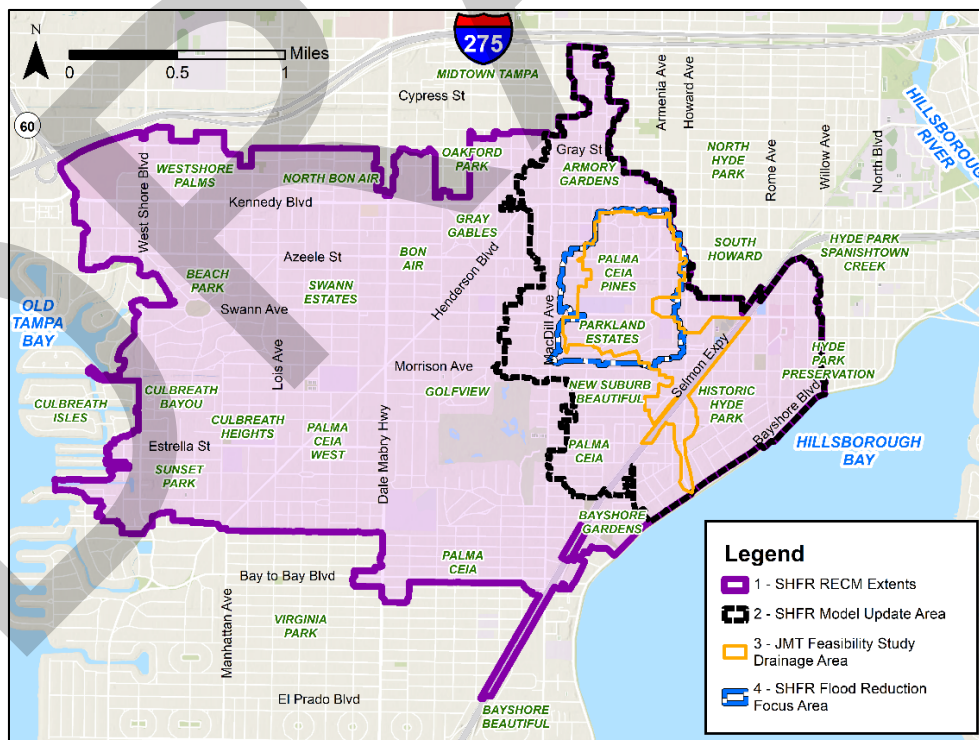 N
Miles
0
0.5
1
275
MIDTOWN TAMPA
Cypress St
Armenia Ave
Howard Ave
HILLSBOROUGH
RIVER
60
West Shore Blvd
WESTSHORE
PALMS
NORTH BON AIR
OAKFORD
PARK
Gray St
ARMORY
GARDENS
NORTH
HYDE
PARK
Rome Ave
Willow Ave
North Blvd
Kennedy Blvd
GRAY
GABLES
Azeele St
BON
AIR
Henderson Blvd
PALMA
CEIA
PINES
SOUTH
HOWARD
HYDE PARK
SPANISHTOWN
CREEK
BEACH
PARK
SWANN
ESTATES
Swann Ave
OLD
TAMPA
BAY
Lois Ave
MacDill Ave
PARKLAND
ESTATES
Selmon Expy
HYDE
PARK
PRESERVATION
Morrison Ave
GOLFVIEW
NEW SUBURB
BEAUTIFUL
HISTORIC
HYDE
PARK
Bayshore Blvd
CULBREATH
ISLES
CULBREATH
BAYOU
CULBREATH
HEIGHTS
PALMA
CEIA
WEST
Dale Mabry Hwy
PALMA
CEIA
HILLSBOROUGH
BAY
Estrella St
SUNSET
PARK
BAYSHORE
GARDENS
PALMA
CEIA
Bay to Bay Blvd
Manhattan Ave
VIRGINIA
PARK
El Prado Blvd
BAYSHORE
BEAUTIFUL
Legend
1 - SHFR RECM Extents
2 - SHFR Model Update Area
3 - JMT Feasibility Study
Drainage Area
4 - SHFR Flood Reduction
Focus Area